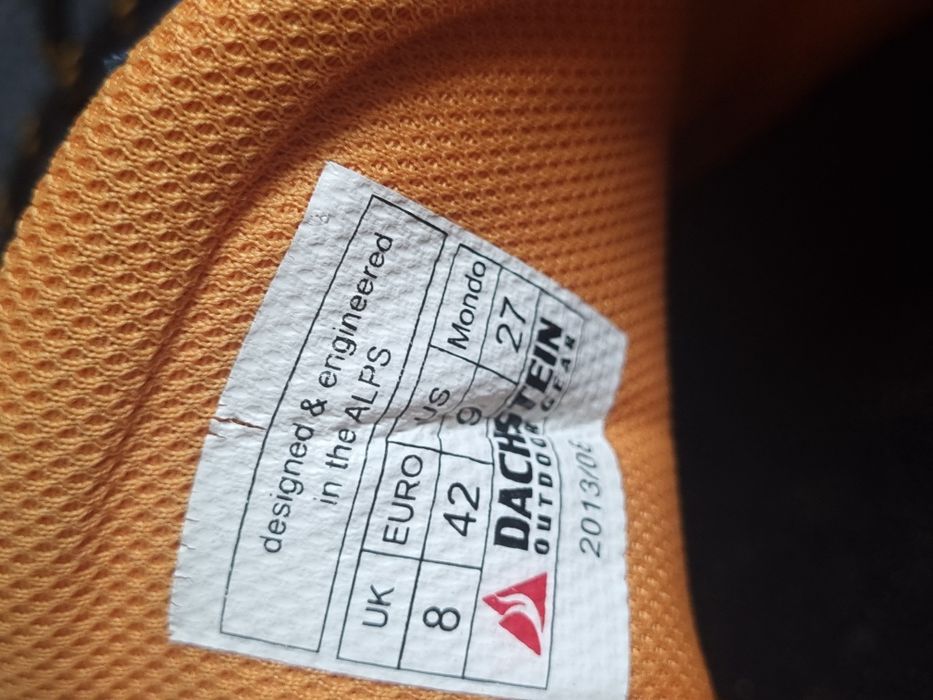 designed & engineered
in the ALPS
UK EURO US Mondo
8 42 9 27
DACHSTEIN
OUTDOOR GEAR